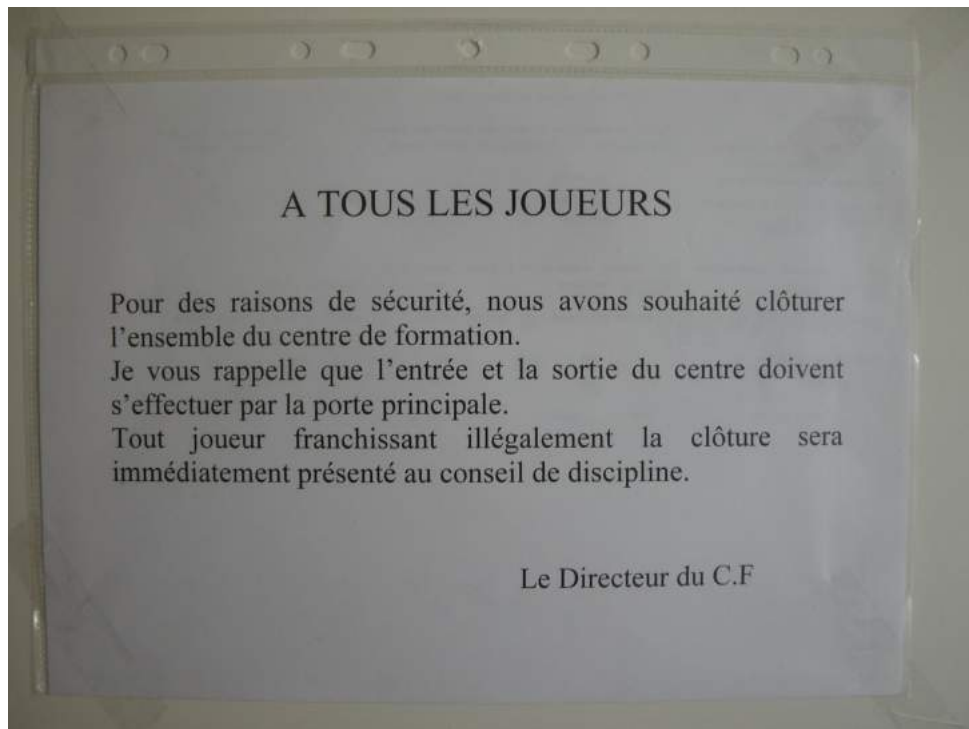 A TOUS LES JOUEURS
Pour des raisons de sécurité, nous avons souhaité clôturer
l'ensemble du centre de formation.
Je vous rappelle que l'entrée et la sortie du centre doivent
s'effectuer par la porte principale.
Tout joueur franchissant illégalement la clôture sera
immédiatement présenté au conseil de discipline.
Le Directeur du C.F